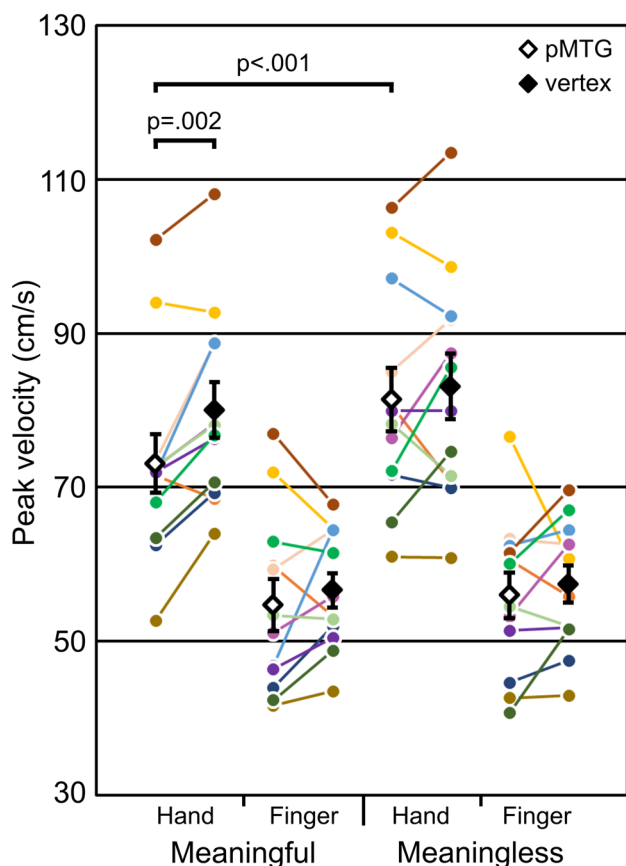 130
pMTG
vertex
p<.001
p=.002
110
90
70
50
30
Peak velocity (cm/s)
Hand Finger Hand Finger
Meaningful Meaningless